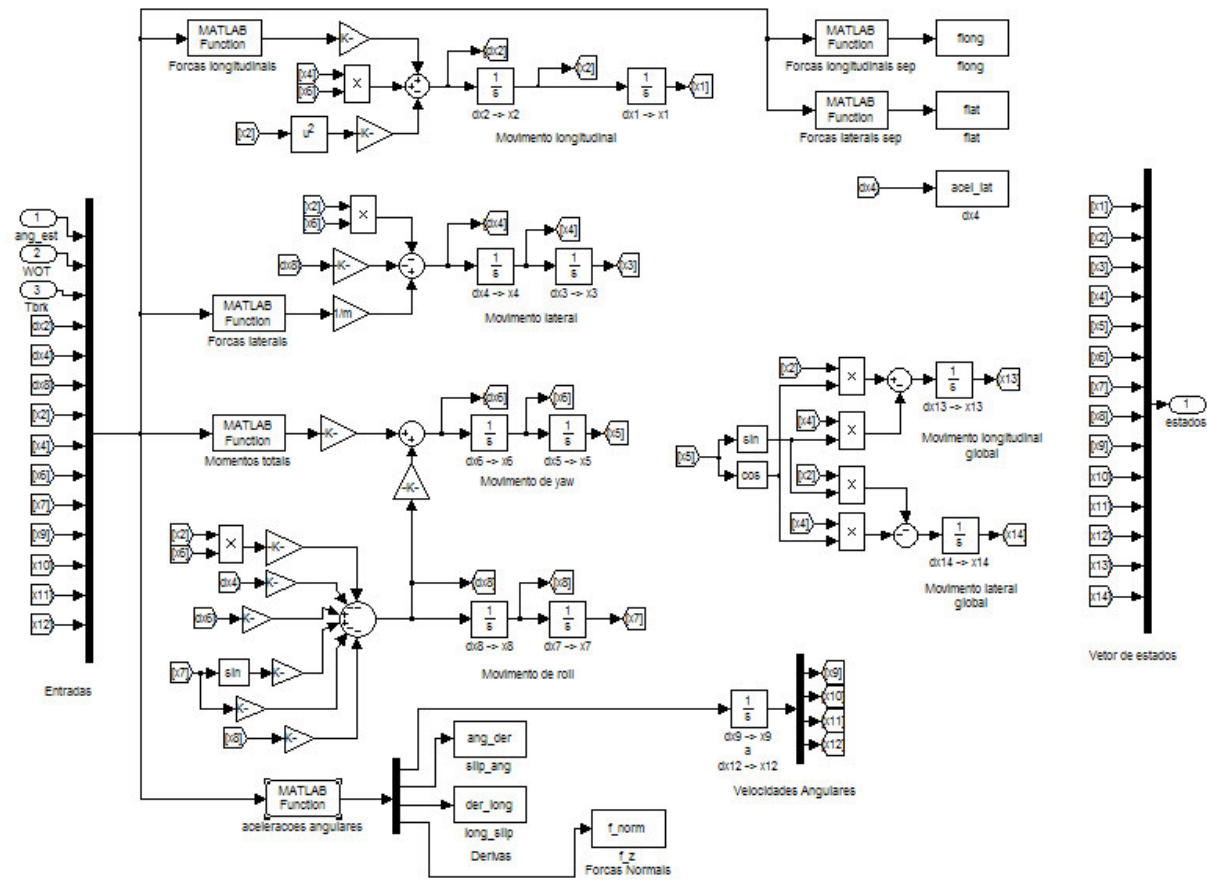 MATLAB
Function
Forcas longitudinais
-K-
[x4]
[x6]
×
[x2]
u²
-K-
[dx2]
1
s
dx2 -> x2
[x2]
1
s
dx1 -> x1
[x1]
Movimento longitudinal
MATLAB
Function
Forcas longitudinais sep
flong
flong
MATLAB
Function
Forcas laterais sep
flat
flat
dx4
acel_lat
dx4
1
ang_est
2
WOT
3
Tbrk
dx2
dx4
dx8
[x2]
[x4]
[x6]
[x7]
[x9]
x10
x11
x12
Entradas
[x2]
[x6]
×
dx8
-K-
MATLAB
Function
Forcas laterais
1/m
[dx4]
1
s
dx4 -> x4
[x4]
1
s
dx3 -> x3
[x3]
Movimento lateral
MATLAB
Function
Momentos totais
-K-
-K-
[dx6]
1
s
dx6 -> x6
[x6]
1
s
dx5 -> x5
[x5]
Movimento de yaw
[x2]
[x6]
×
-K-
dx4
-K-
dx6
-K-
[x7]
sin
-K-
-K-
[x8]
-K-
[dx8]
1
s
dx8 -> x8
[x8]
1
s
dx7 -> x7
[x7]
Movimento de roll
MATLAB
Function
aceleracoes angulares
ang_der
slip_ang
der_long
long_slip
Derivas
f_norm
f_z
Forcas Normais
1
s
dx9 -> x9
a
dx12 -> x12
[x9]
x10
x11
x12
Velocidades Angulares
[x5]
sin
cos
[x2]
×
[x4]
×
[x2]
×
[x4]
×
1
s
dx13 -> x13
x13
Movimento longitudinal
global
1
s
dx14 -> x14
x14
Movimento lateral
global
[x1]
[x2]
[x3]
[x4]
[x5]
[x6]
[x7]
[x8]
[x9]
x10
x11
x12
x13
x14
1
estados
Vetor de estados